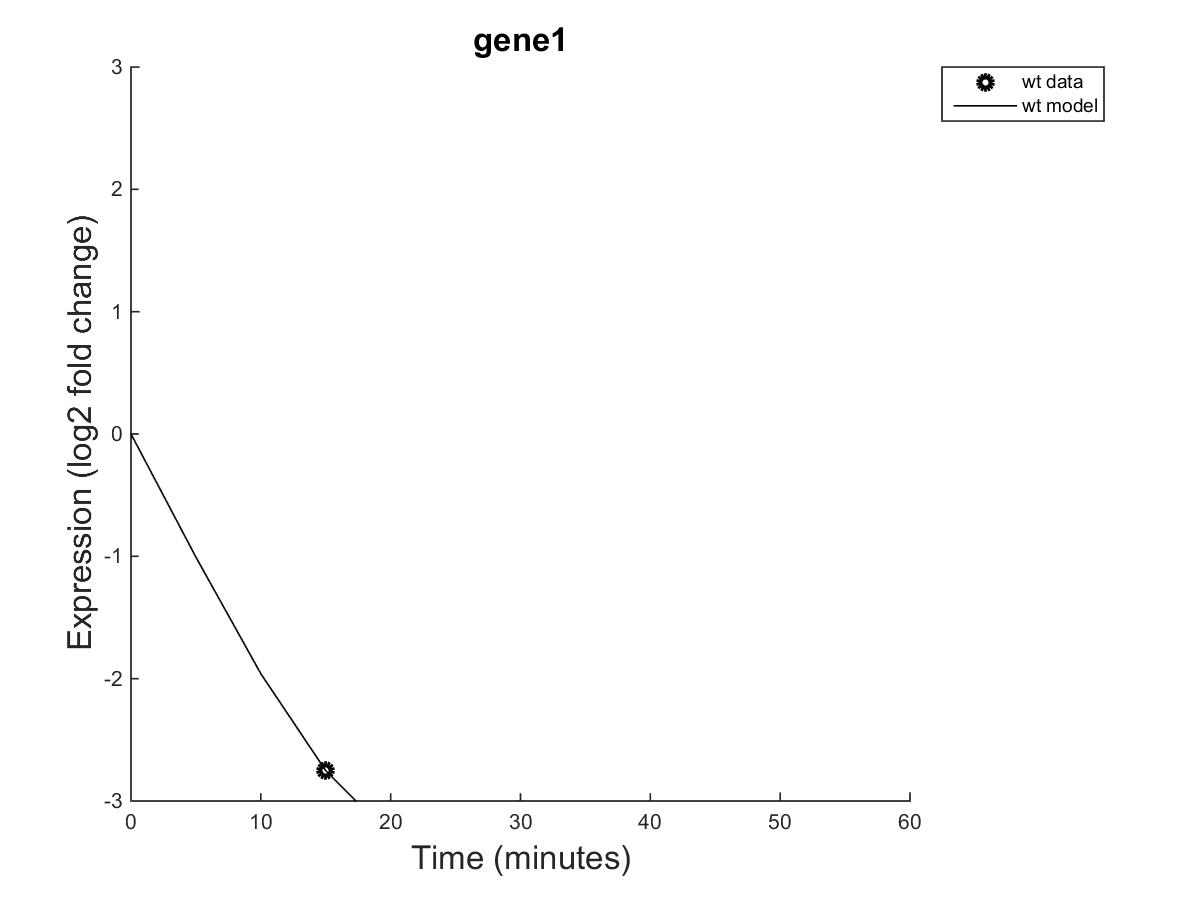 gene1
wt data
wt model
3
2
1
0
-1
-2
-3
Expression (log2 fold change)
0 10 20 30 40 50 60
Time (minutes)